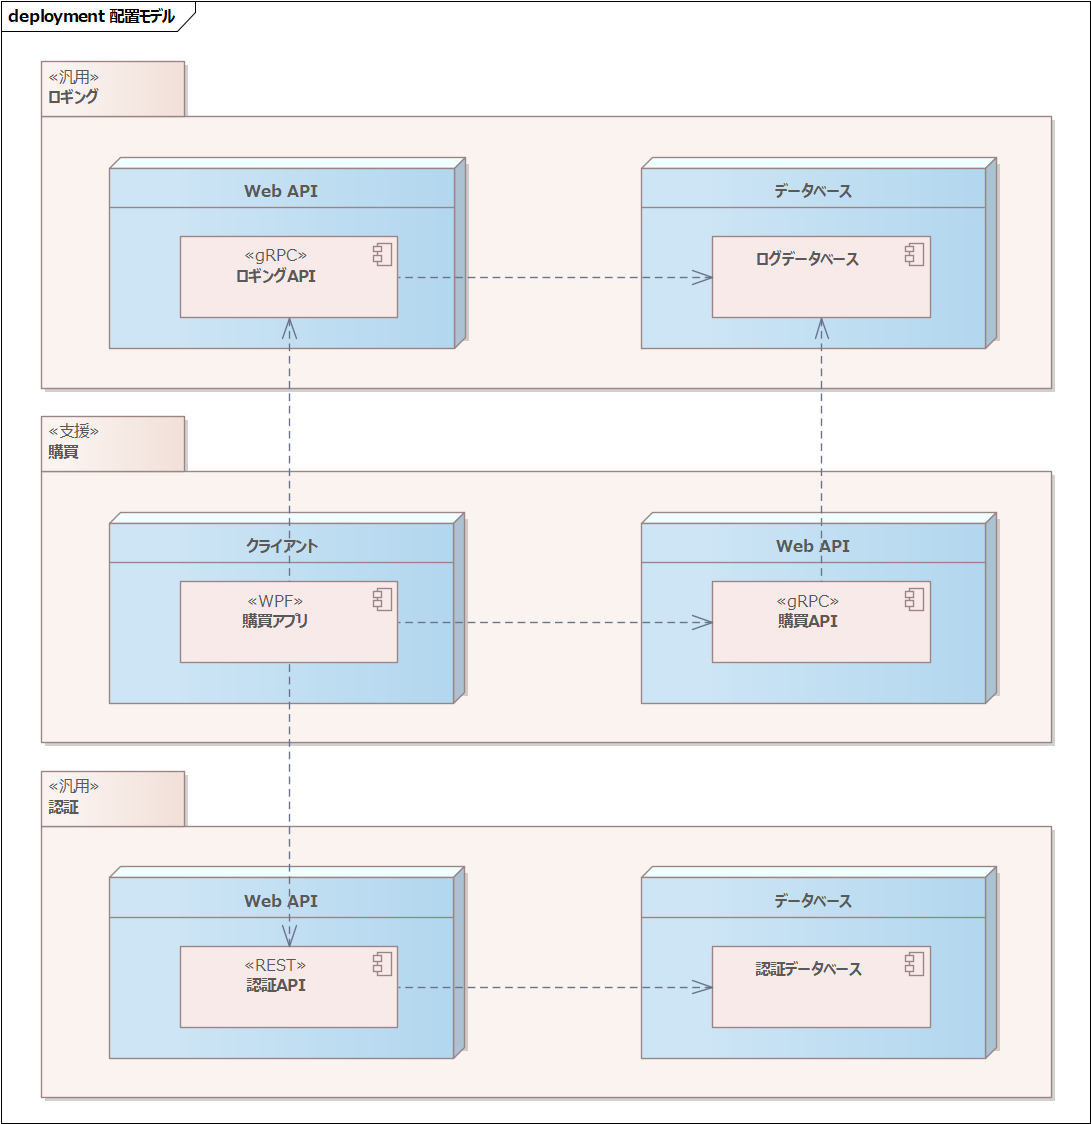 deployment 配置モデル
«汎用»
ロギング
Web API
データベース
«gRPC»
ロギングAPI
ログデータベース
«支援»
購買
クライアント
Web API
«WPF»
購買アプリ
«gRPC»
購買API
«汎用»
認証
Web API
データベース
«REST»
認証API
認証データベース